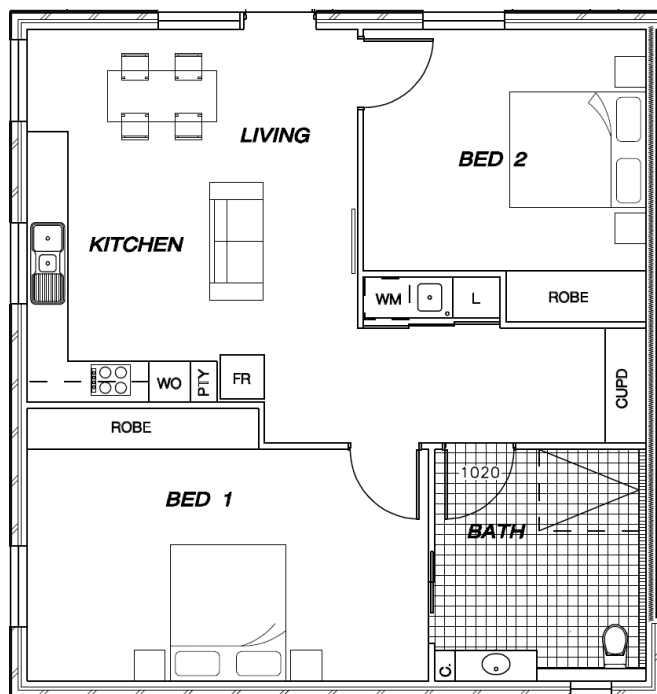 LIVING
BED 2
KITCHEN
WM
L
ROBE
WO
PTY
FR
CUPD
ROBE
1020
BED 1
BATH
C.